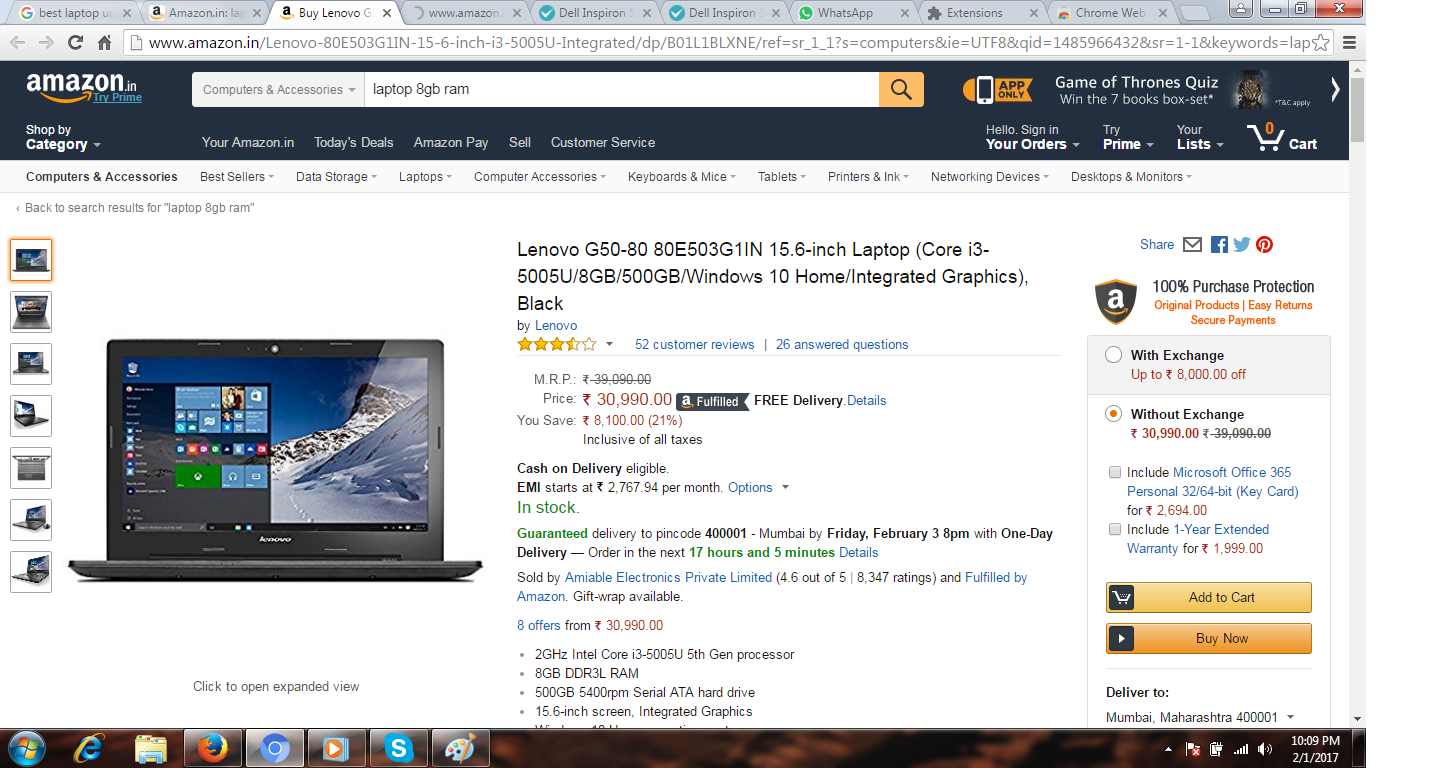 best laptop un
Amazon.in: lap
Buy Lenovo G5
www.amazon.
Dell Inspiron 5
Dell Inspiron
WhatsApp
Extensions
Chrome Web
www.amazon.in/Lenovo-80E503G1IN-15-6-inch-i3-5005U-Integrated/dp/B01L1BLXNE/ref=sr_1_1?s=computers&ie=UTF8&qid=1485966432&sr=1-1&keywords=lap
amazon.in
Try Prime
Computers & Accessories
laptop 8gb ram
APP ONLY
Game of Thrones Quiz
Win the 7 books box-set*
*T&C apply
Shop by
Category
Your Amazon.in Today's Deals Amazon Pay Sell Customer Service
Hello. Sign in
Your Orders
Try
Prime
Your
Lists
0
Cart
Computers & Accessories Best Sellers Data Storage Laptops Computer Accessories Keyboards & Mice Tablets Printers & Ink Networking Devices Desktops & Monitors
‹ Back to search results for "laptop 8gb ram"
lenovo
Click to open expanded view
Lenovo G50-80 80E503G1IN 15.6-inch Laptop (Core i3-
5005U/8GB/500GB/Windows 10 Home/Integrated Graphics),
Black
by Lenovo
52 customer reviews | 26 answered questions
M.R.P.: ₹ 39,090.00
Price: ₹ 30,990.00 a Fulfilled FREE Delivery.Details
You Save: ₹ 8,100.00 (21%)
Inclusive of all taxes
Cash on Delivery eligible.
EMI starts at ₹ 2,767.94 per month. Options
In stock.
Guaranteed delivery to pincode 400001 - Mumbai by Friday, February 3 8pm with One-Day
Delivery — Order in the next 17 hours and 5 minutes Details
Sold by Amiable Electronics Private Limited (4.6 out of 5 | 8,347 ratings) and Fulfilled by
Amazon. Gift-wrap available.
8 offers from ₹ 30,990.00
• 2GHz Intel Core i3-5005U 5th Gen processor
• 8GB DDR3L RAM
• 500GB 5400rpm Serial ATA hard drive
• 15.6-inch screen, Integrated Graphics
Share
a
100% Purchase Protection
Original Products | Easy Returns
Secure Payments
With Exchange
Up to ₹ 8,000.00 off
Without Exchange
₹ 30,990.00 ₹ 39,090.00
Include Microsoft Office 365
Personal 32/64-bit (Key Card)
for ₹ 2,694.00
Include 1-Year Extended
Warranty for ₹ 1,999.00
Add to Cart
Buy Now
Deliver to:
Mumbai, Maharashtra 400001
10:09 PM
2/1/2017